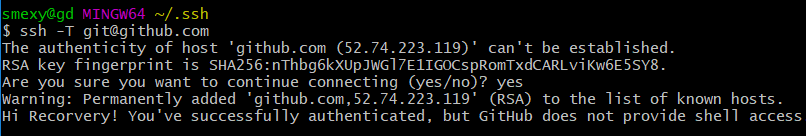 smexy@gd MINGW64 ~/.ssh
$ ssh -T git@github.com
The authenticity of host 'github.com (52.74.223.119)' can't be established.
RSA key fingerprint is SHA256:nThbg6kXUpJWGl7E1IGOCspRomTxdCARLviKw6E5SY8.
Are you sure you want to continue connecting (yes/no)? yes
Warning: Permanently added 'github.com,52.74.223.119' (RSA) to the list of known hosts.
Hi Recorvery! You've successfully authenticated, but GitHub does not provide shell access